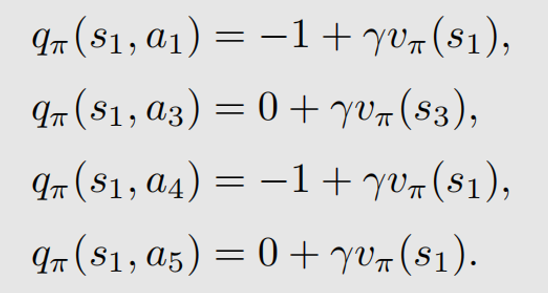 qπ(s1, a1) = −1 + γvπ(s1),
qπ(s1, a3) = 0 + γvπ(s3),
qπ(s1, a4) = −1 + γvπ(s1),
qπ(s1, a5) = 0 + γvπ(s1).